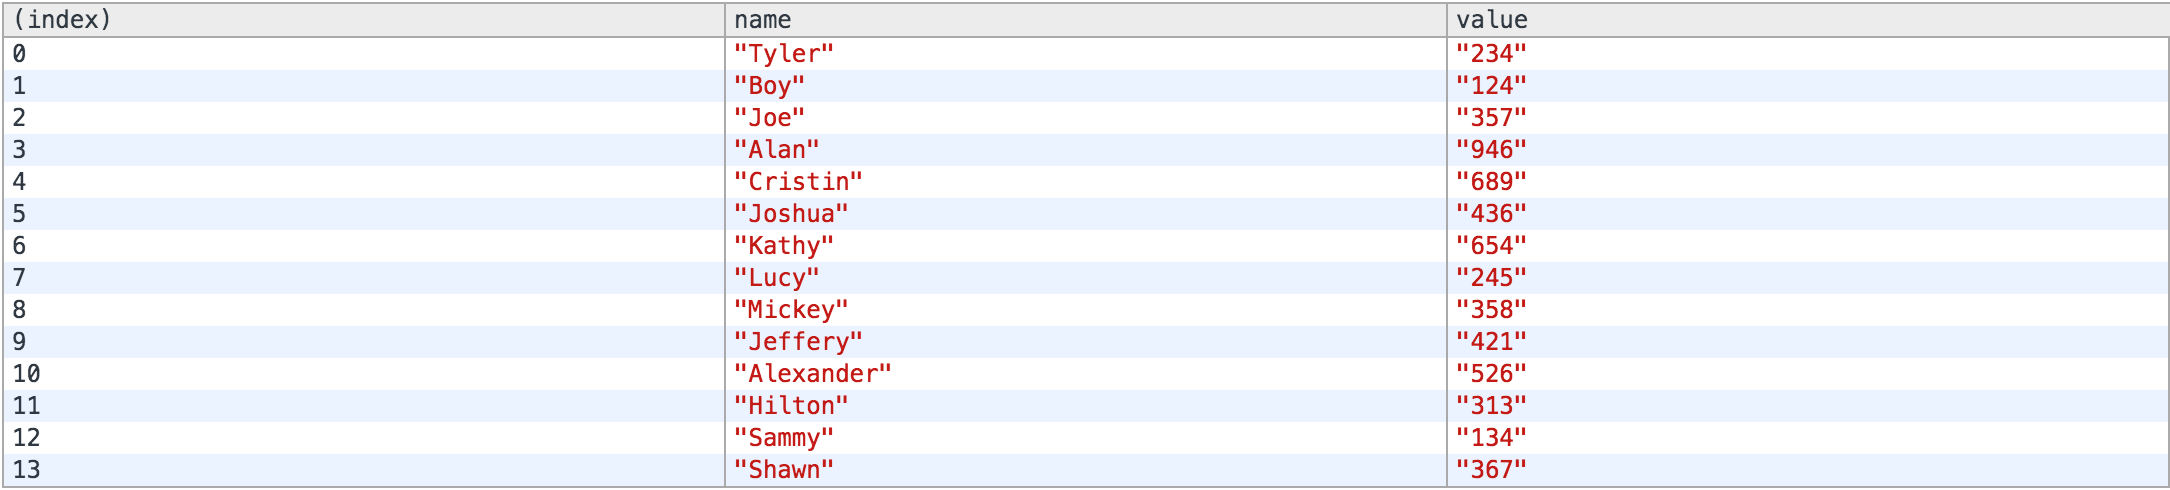 (index) name value
0 "Tyler" "234"
1 "Boy" "124"
2 "Joe" "357"
3 "Alan" "946"
4 "Cristin" "689"
5 "Joshua" "436"
6 "Kathy" "654"
7 "Lucy" "245"
8 "Mickey" "358"
9 "Jeffery" "421"
10 "Alexander" "526"
11 "Hilton" "313"
12 "Sammy" "134"
13 "Shawn" "367"